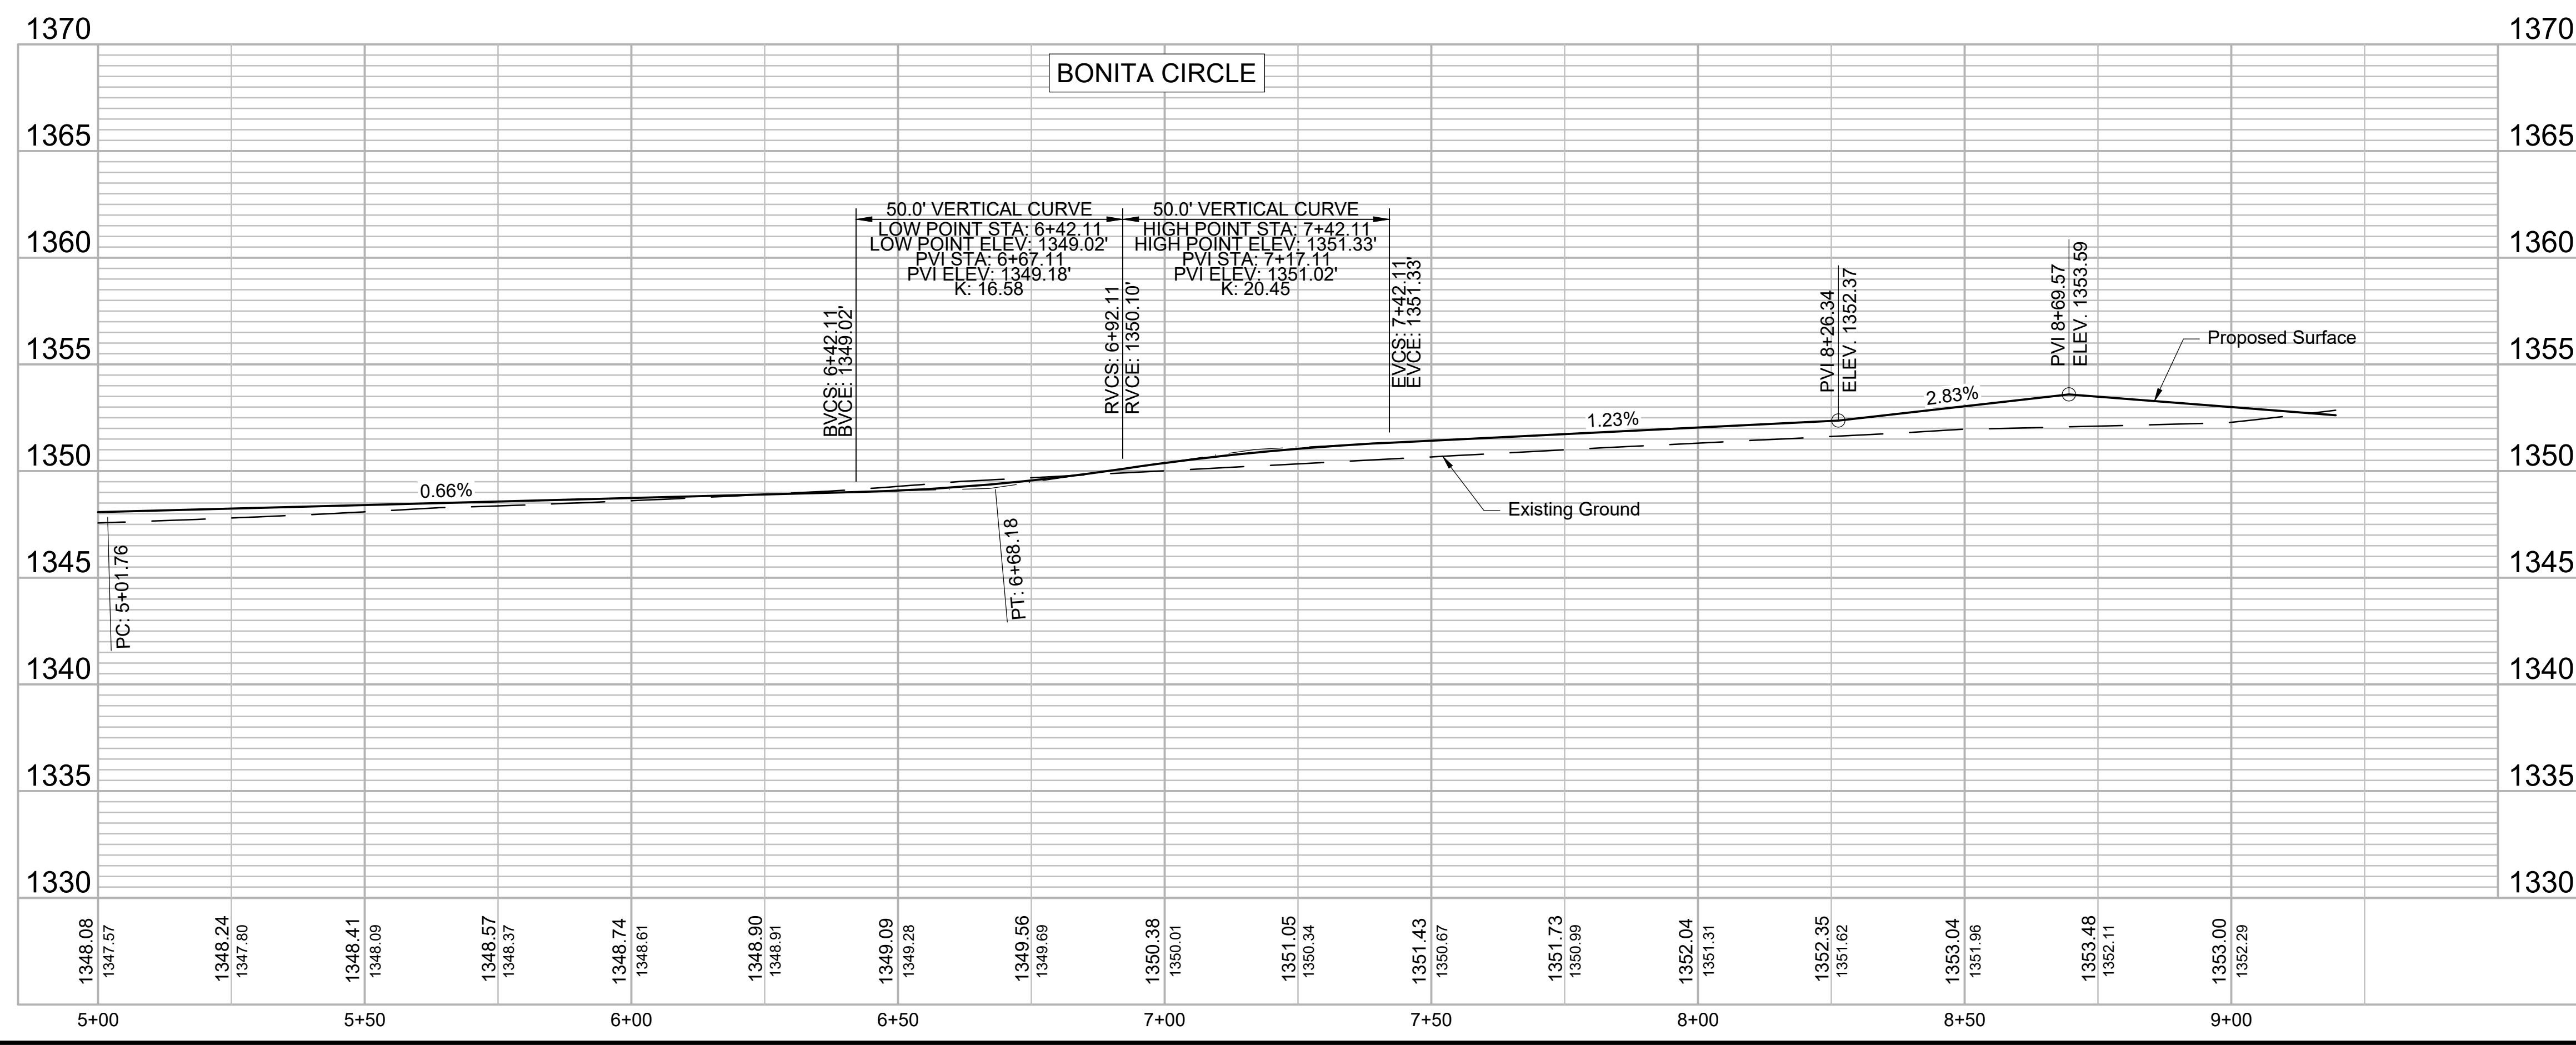 1370
1370
BONITA CIRCLE
1365
1365
50.0' VERTICAL CURVE
LOW POINT STA: 6+42.11
LOW POINT ELEV: 1349.02'
PVI STA: 6+67.11
PVI ELEV: 1349.18'
K: 16.58
50.0' VERTICAL CURVE
HIGH POINT STA: 7+42.11
HIGH POINT ELEV: 1351.33'
PVI STA: 7+17.11
PVI ELEV: 1351.02'
K: 20.45
1360
1360
BVCS: 6+42.11
BVCE: 1349.02'
RVCS: 6+92.11
RVCE: 1350.10'
EVCS: 7+42.11
EVCE: 1351.33'
PVI 8+26.34
ELEV. 1352.37
PVI 8+69.57
ELEV. 1353.59
Proposed Surface
1355
1355
0.66%
1.23%
2.83%
1350
1350
Existing Ground
PC: 5+01.76
PT: 6+68.18
1345
1345
1340
1340
1335
1335
1330
1330
1348.08
1347.57
1348.24
1347.80
1348.41
1348.09
1348.57
1348.37
1348.74
1348.61
1348.90
1348.91
1349.09
1349.28
1349.56
1349.69
1350.38
1350.01
1351.05
1350.34
1351.43
1350.67
1351.73
1350.99
1352.04
1351.31
1352.35
1351.62
1353.04
1351.96
1353.48
1352.11
1353.00
1352.29
5+00
5+50
6+00
6+50
7+00
7+50
8+00
8+50
9+00